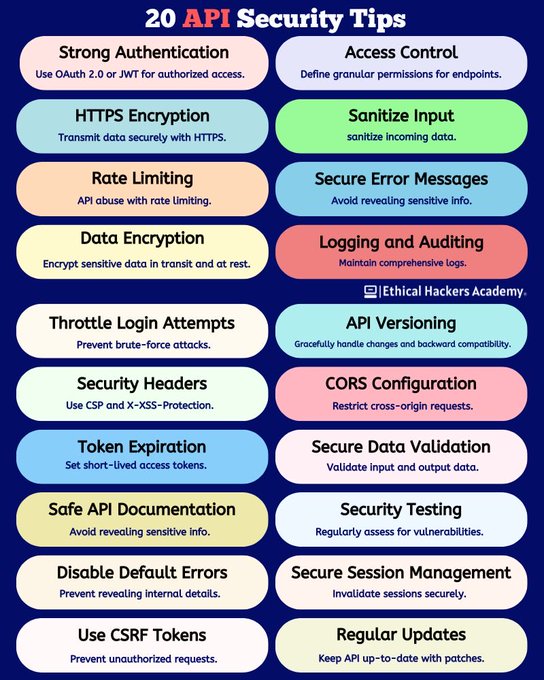 20 API Security Tips
Strong Authentication
Use OAuth 2.0 or JWT for authorized access.
Access Control
Define granular permissions for endpoints.
HTTPS Encryption
Transmit data securely with HTTPS.
Sanitize Input
sanitize incoming data.
Rate Limiting
API abuse with rate limiting.
Secure Error Messages
Avoid revealing sensitive info.
Data Encryption
Encrypt sensitive data in transit and at rest.
Logging and Auditing
Maintain comprehensive logs.
Ethical Hackers Academy®
Throttle Login Attempts
Prevent brute-force attacks.
API Versioning
Gracefully handle changes and backward compatibility.
Security Headers
Use CSP and X-XSS-Protection.
CORS Configuration
Restrict cross-origin requests.
Token Expiration
Set short-lived access tokens.
Secure Data Validation
Validate input and output data.
Safe API Documentation
Avoid revealing sensitive info.
Security Testing
Regularly assess for vulnerabilities.
Disable Default Errors
Prevent revealing internal details.
Secure Session Management
Invalidate sessions securely.
Use CSRF Tokens
Prevent unauthorized requests.
Regular Updates
Keep API up-to-date with patches.